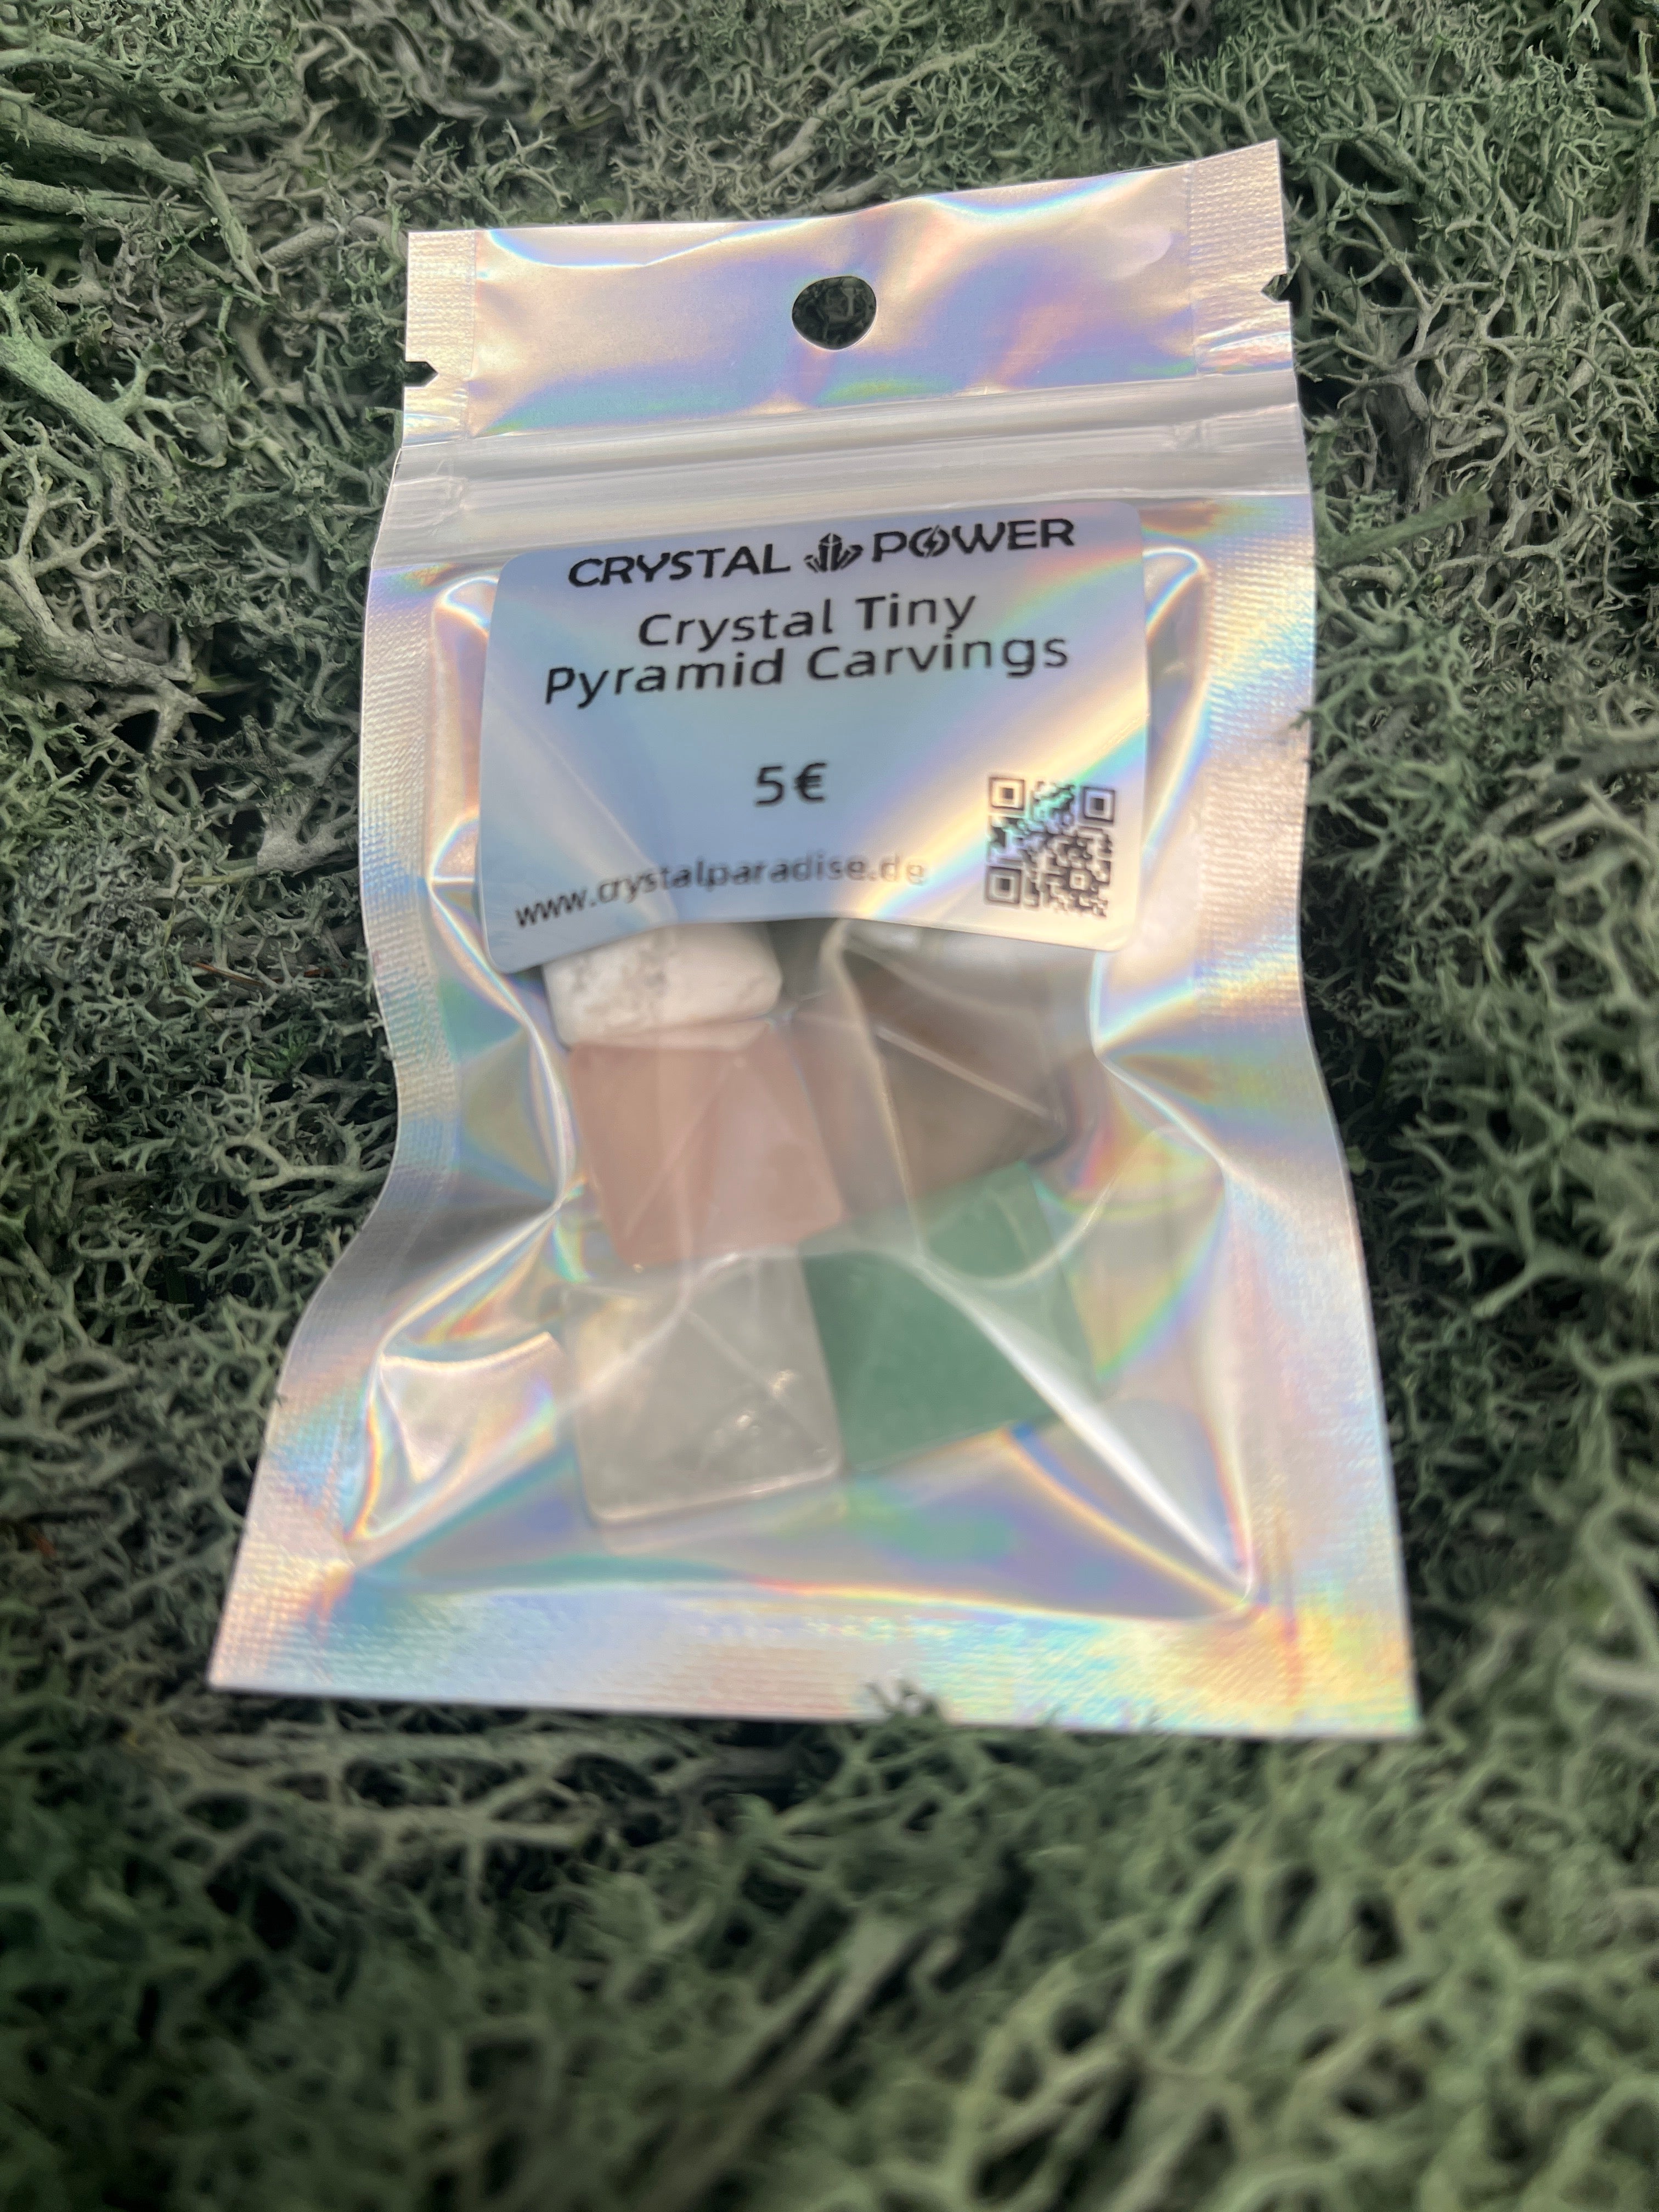 CRYSTAL POWER
Crystal Tiny
Pyramid Carvings
5€
www.crystalparadise.de